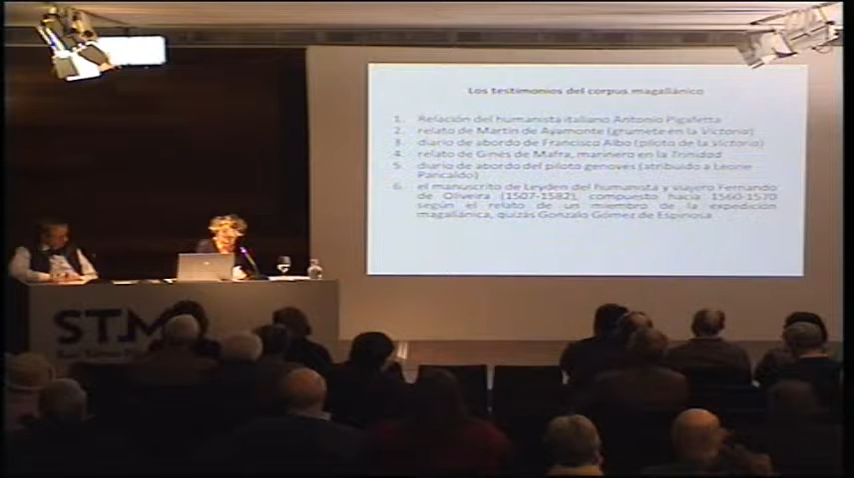 Los testimonios del corpus magallánico
1. Relación del humanista italiano Antonio Pigafetta
2. relato de Martín de Ayamonte (grumete en la Victoria)
3. diario de abordo de Francisco Albo (piloto de la Victoria)
4. relato de Ginés de Mafra, marinero en la Trinidad
5. diario de abordo del piloto genovés (atribuido a Leone
Pancaldo)
6. el manuscrito de Leyden del humanista y viajero Fernando
de Oliveira (1507-1582), compuesto hacia 1560-1570
según el relato de un miembro de la expedición
magallánica, quizás Gonzalo Gómez de Espinosa
STM